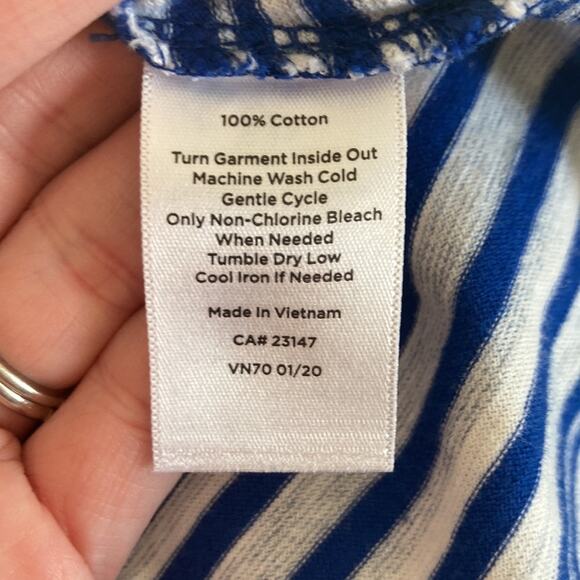 100% Cotton
Turn Garment Inside Out
Machine Wash Cold
Gentle Cycle
Only Non-Chlorine Bleach
When Needed
Tumble Dry Low
Cool Iron If Needed
Made In Vietnam
CA# 23147
VN70 01/20